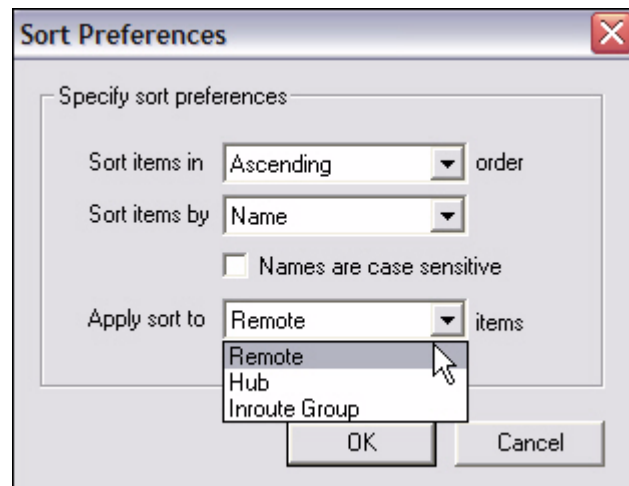 Sort Preferences
Specify sort preferences
Sort items in Ascending order
Sort items by Name
Names are case sensitive
Apply sort to Remote items
Remote
Hub
Inroute Group
OK Cancel